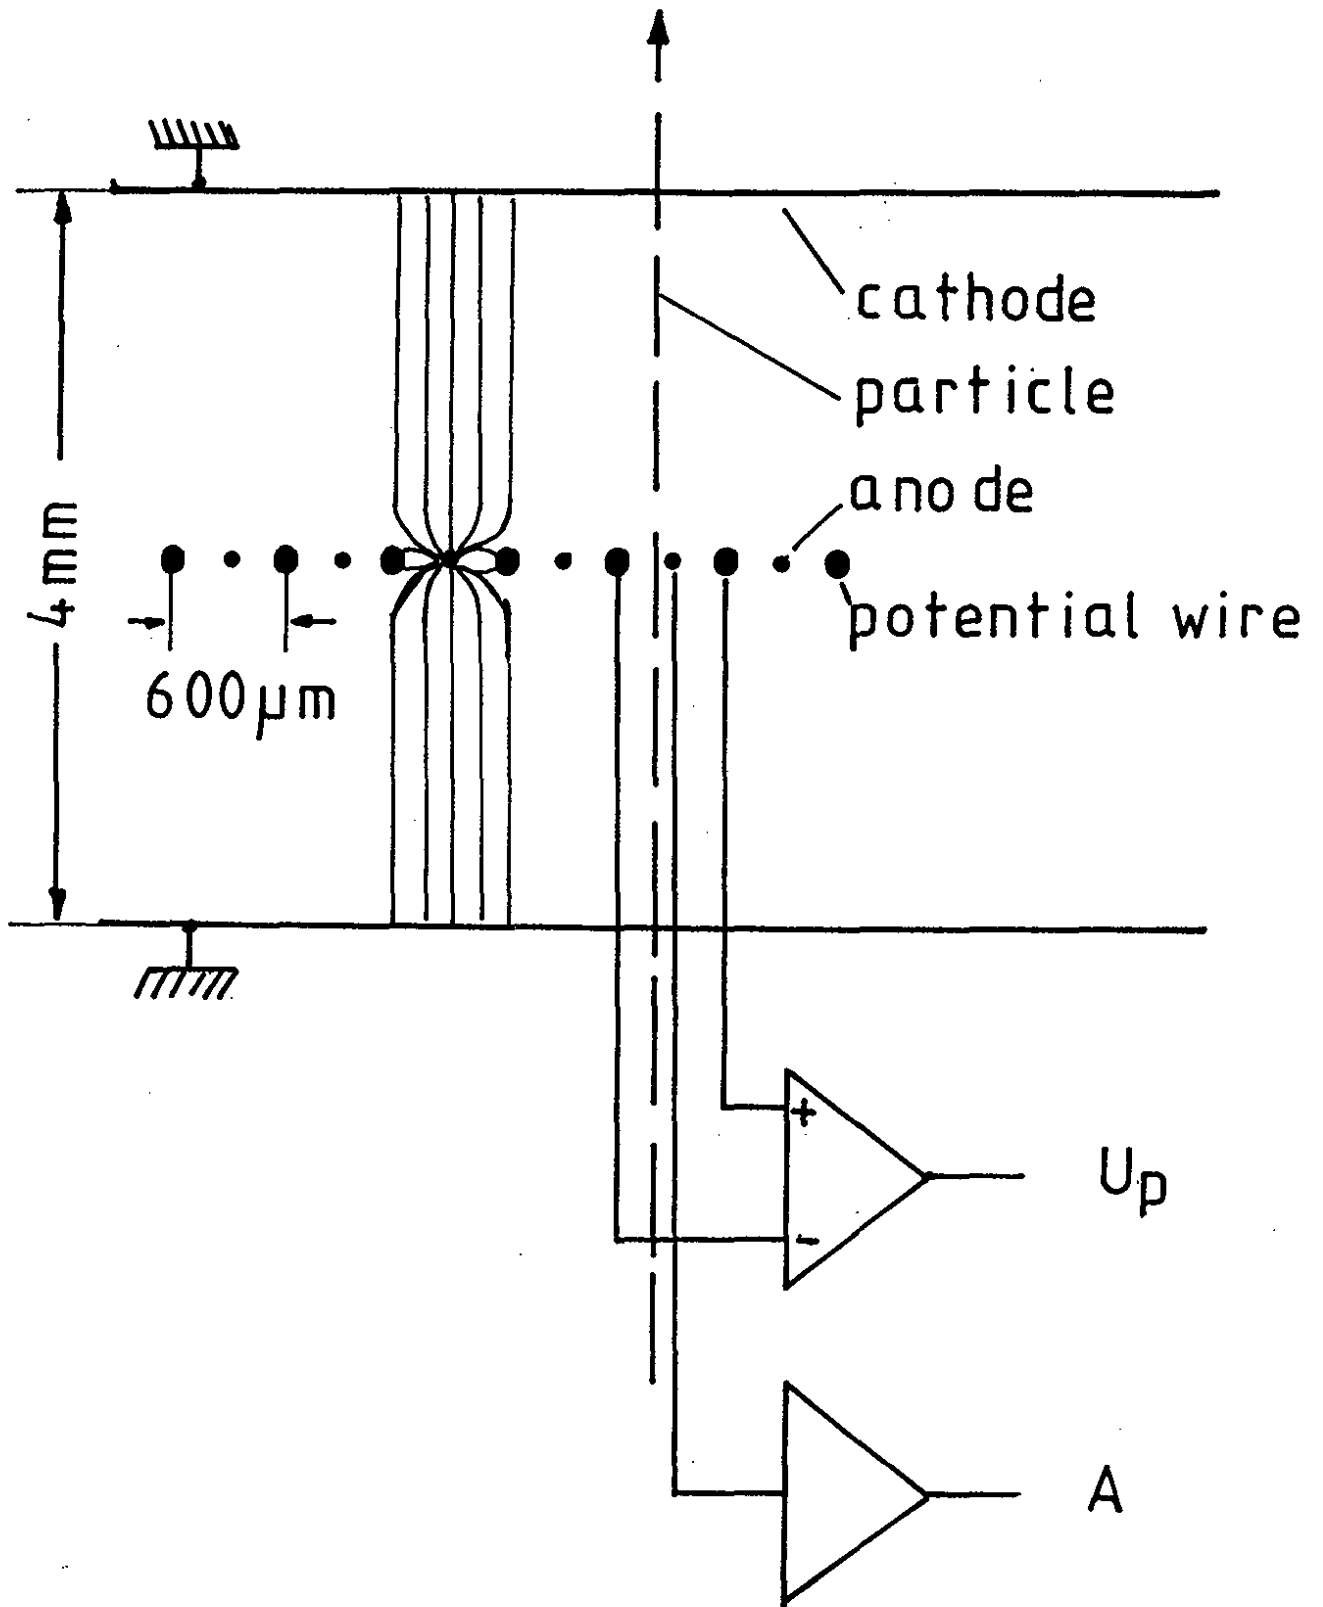 cathode
particle
anode
4mm
potential wire
600µm
+
-
Up
A